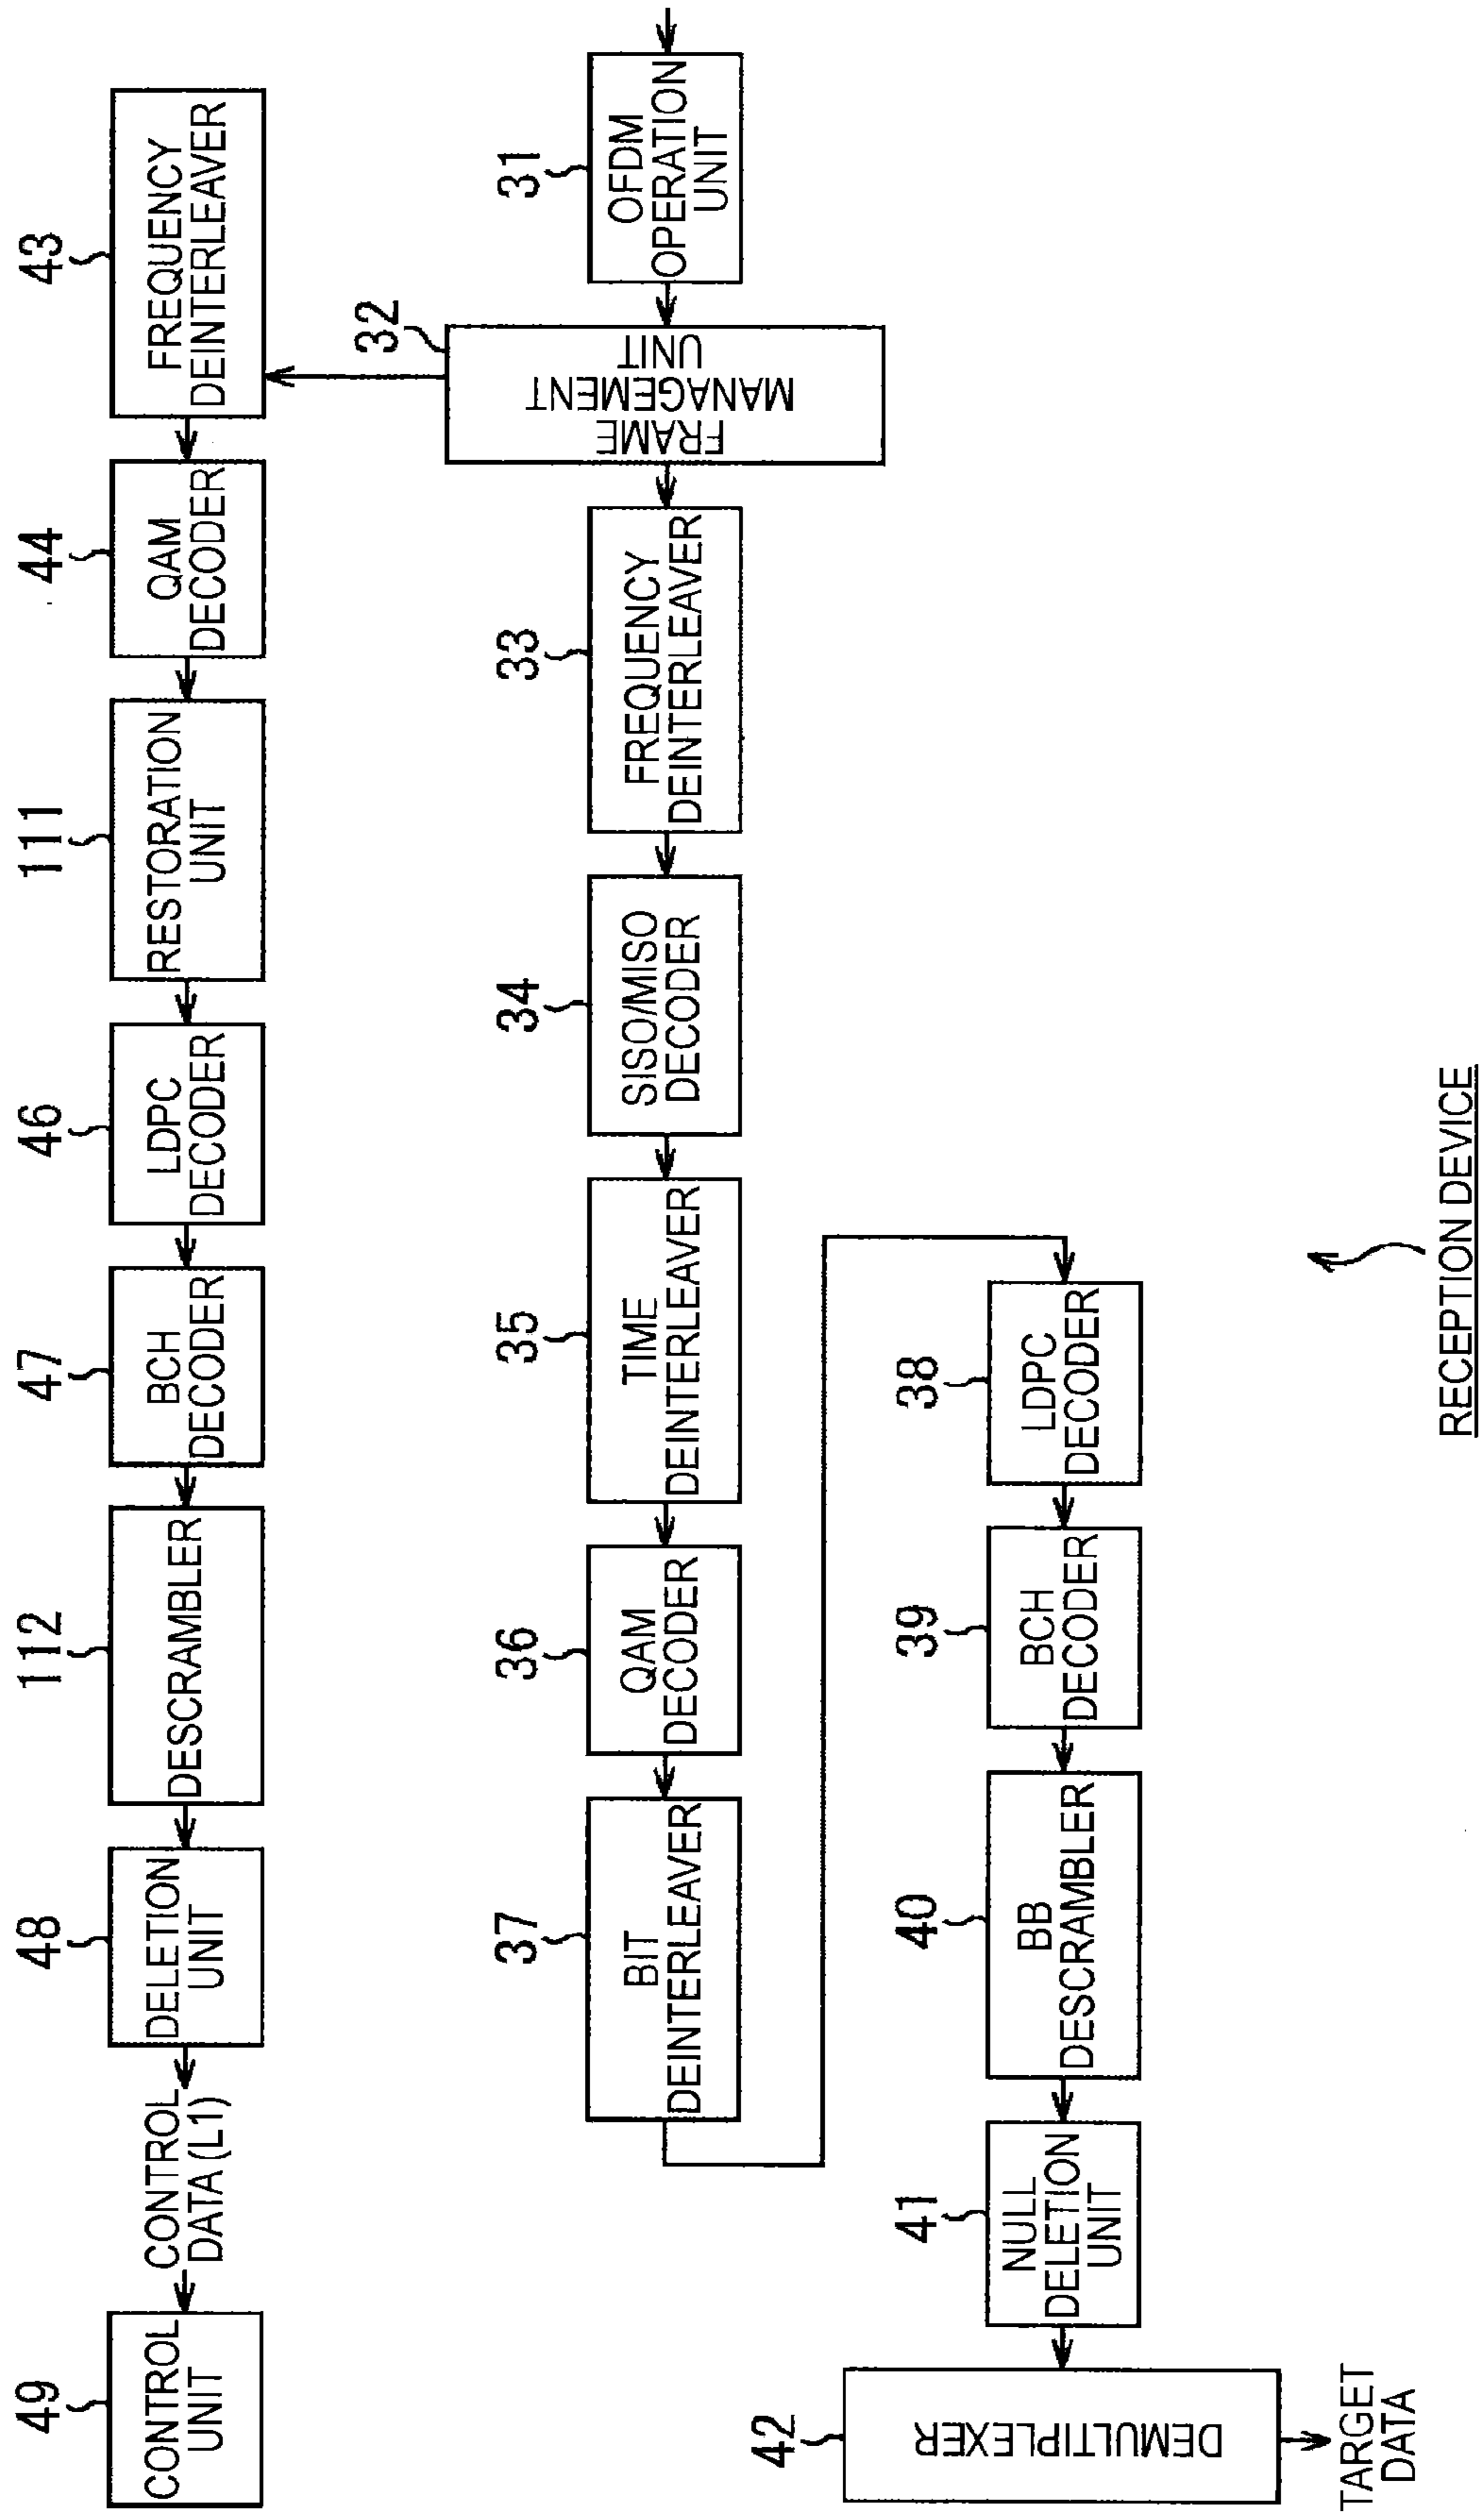 49
CONTROL
UNIT
CONTROL
DATA (L1)
48
DELETION
UNIT
112
DESCRAMBLER
47
BCH
DECODER
46
LDPC
DECODER
111
RESTORATION
UNIT
44
QAM
DECODER
43
FREQUENCY
DEINTERLEAVER
37
BIT
DEINTERLEAVER
36
QAM
DECODER
35
TIME
DEINTERLEAVER
34
SISO/MISO
DECODER
33
FREQUENCY
DEINTERLEAVER
32
FRAME
MANAGEMENT
UNIT
31
OFDM
OPERATION
UNIT
42
DEMULTIPLEXER
TARGET
DATA
41
NULL
DELETION
UNIT
40
BB
DESCRAMBLER
39
BCH
DECODER
38
LDPC
DECODER
RECEPTION DEVICE